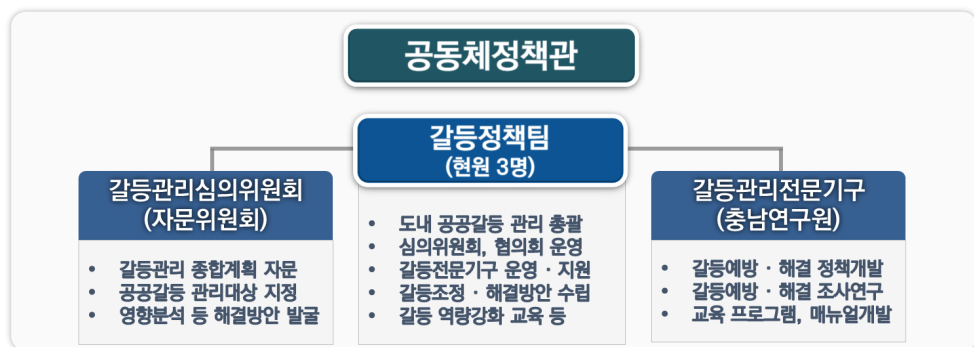 공동체정책관
갈등정책팀
(현원 3명)
갈등관리심의위원회
(자문위원회)
• 갈등관리 종합계획 자문
• 공공갈등 관리대상 지정
• 영향분석 등 해결방안 발굴
• 도내 공공갈등 관리 총괄
• 심의위원회, 협의회 운영
• 갈등전문기구 운영 · 지원
• 갈등조정 · 해결방안 수립
• 갈등 역량강화 교육 등
갈등관리전문기구
(충남연구원)
• 갈등예방 · 해결 정책개발
• 갈등예방 · 해결 조사연구
• 교육 프로그램, 매뉴얼개발